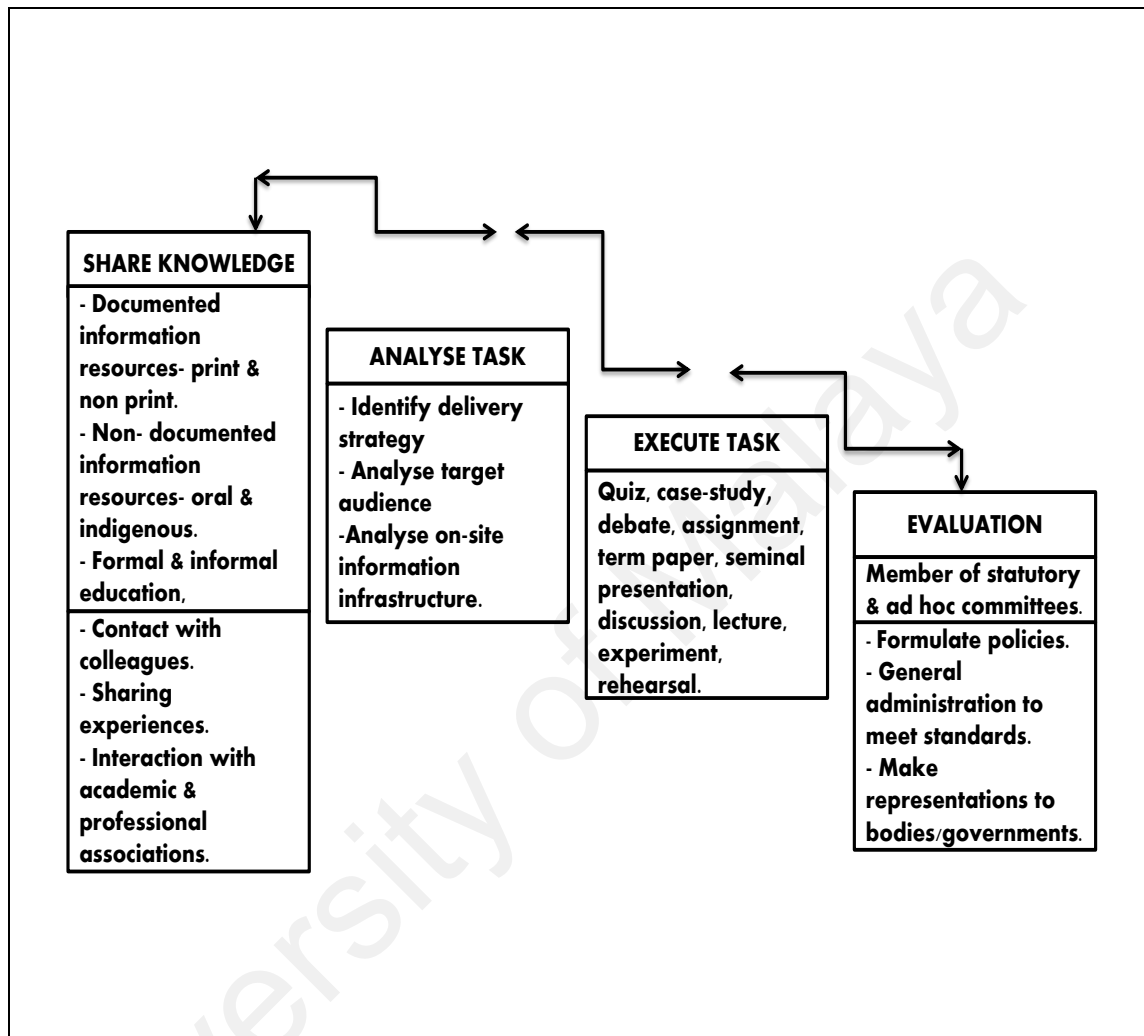 SHARE KNOWLEDGE
- Documented
information
resources- print &
non print.
- Non- documented
information
resources- oral &
indigenous.
- Formal & informal
education,
- Contact with
colleagues.
- Sharing
experiences.
- Interaction with
academic &
professional
associations.
ANALYSE TASK
- Identify delivery
strategy
- Analyse target
audience
-Analyse on-site
information
infrastructure.
EXECUTE TASK
Quiz, case-study,
debate, assignment,
term paper, seminal
presentation,
discussion, lecture,
experiment,
rehearsal.
EVALUATION
Member of statutory
& ad hoc committees.
- Formulate policies.
- General
administration to
meet standards.
- Make
representations to
bodies/governments.
versity of Malaya